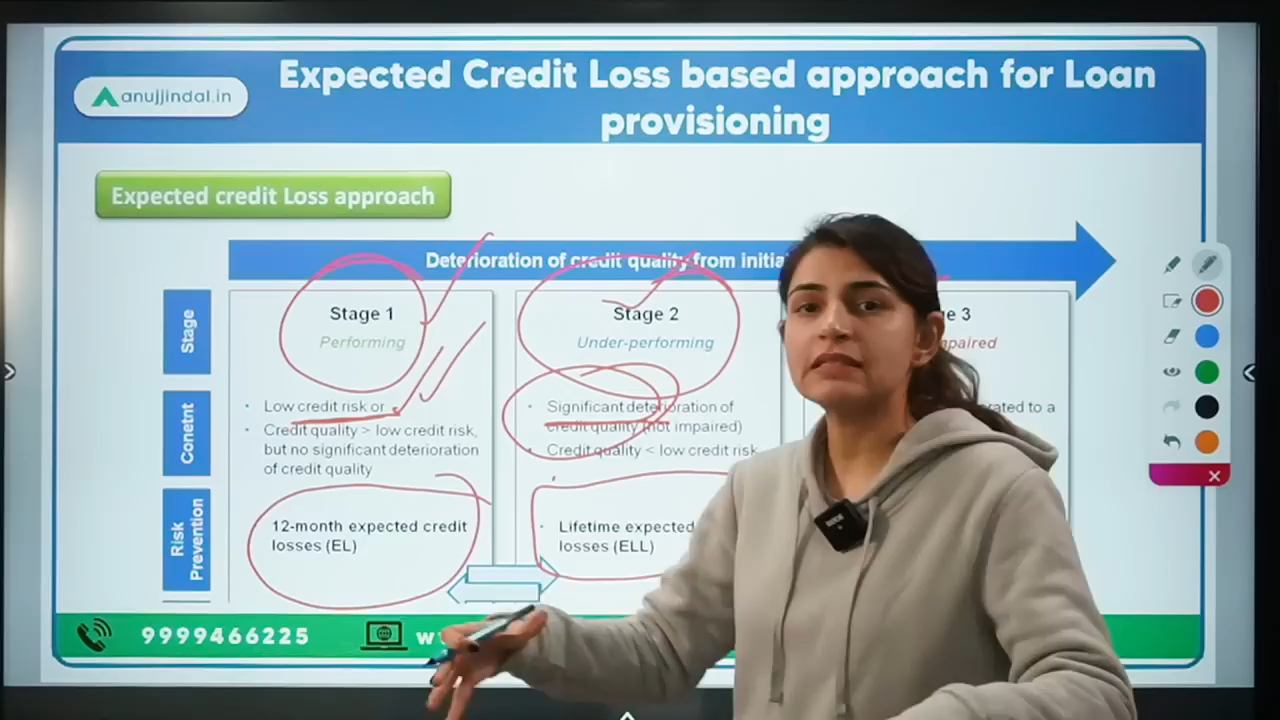 anujjindal.in
Expected Credit Loss based approach for Loan
provisioning
Expected credit Loss approach
Deterioration of credit quality from
Stage
Stage 1
Performing
Stage 2
Under-performing
Conetnt
Low credit risk or
Credit quality > low credit risk,
but no significant deterioration
of credit quality
Significant deterioration of
credit quality (not impaired)
Credit quality < low credit risk
to a
Risk
Prevention
12-month expected credit
losses (EL)
Lifetime expected
losses (ELL)
9999466225